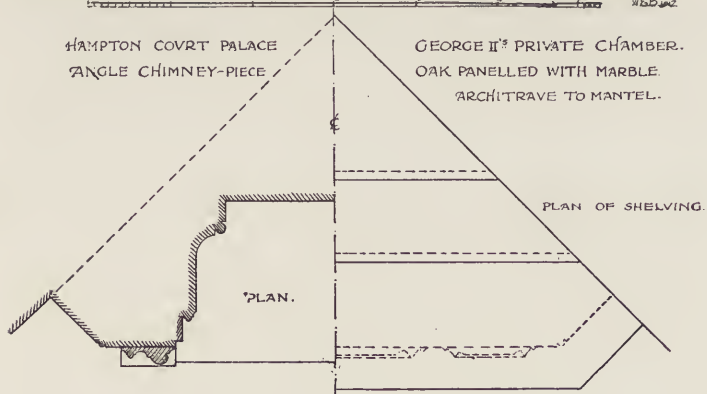 HAMPTON COVRT PALACE
ANGLE CHIMNEY-PIECE
GEORGE II's PRIVATE CHAMBER.
OAK PANELLED WITH MARBLE.
ARCHITRAVE TO MANTEL.
℄
PLAN OF SHELVING.
PLAN.